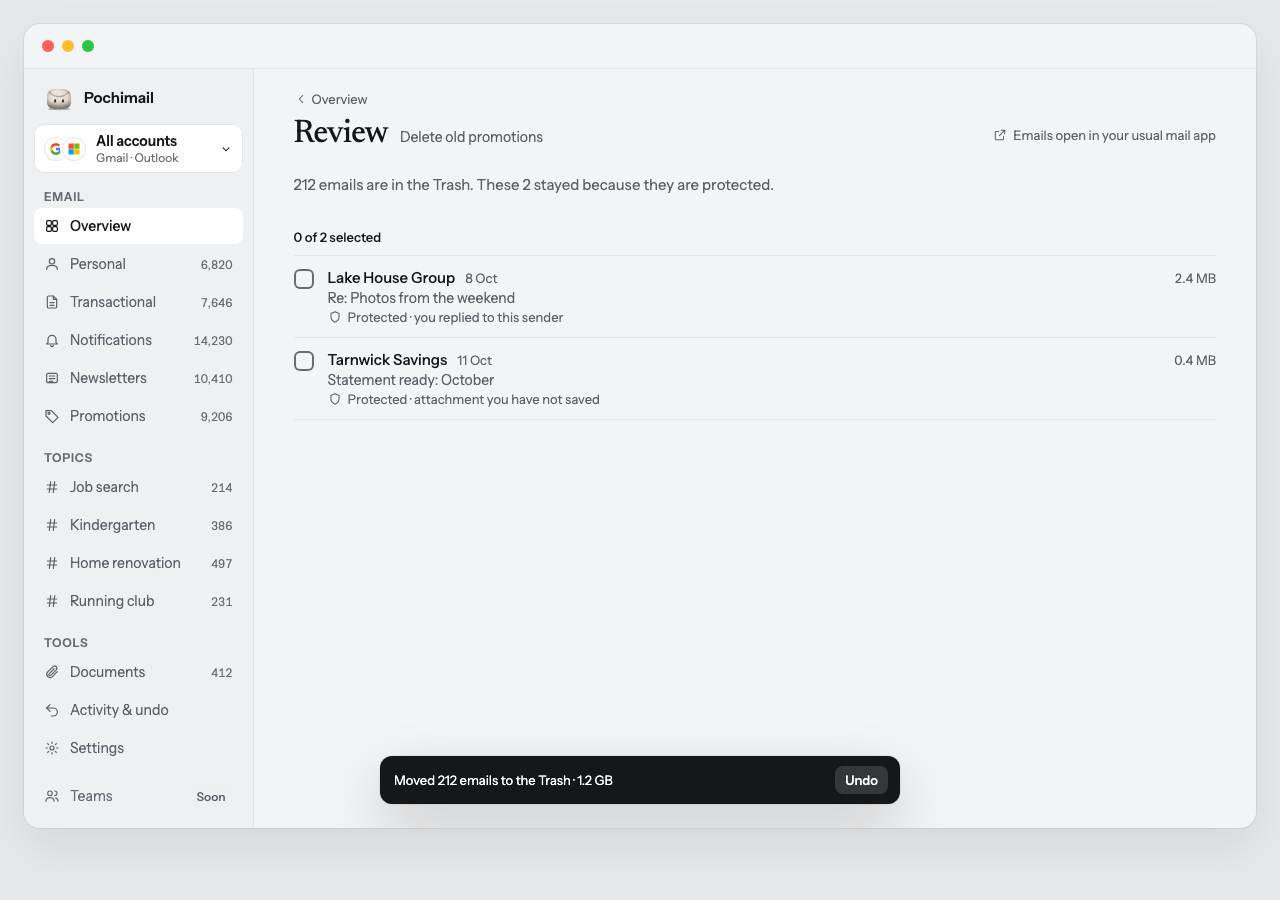 Pochimail
All accounts
Gmail · Outlook
EMAIL
Overview
Personal 6,820
Transactional 7,646
Notifications 14,230
Newsletters 10,410
Promotions 9,206
TOPICS
# Job search 214
# Kindergarten 386
# Home renovation 497
# Running club 231
TOOLS
Documents 412
Activity & undo
Settings
Teams Soon
Overview
Review Delete old promotions
Emails open in your usual mail app
212 emails are in the Trash. These 2 stayed because they are protected.
0 of 2 selected
Lake House Group 8 Oct 2.4 MB
Re: Photos from the weekend
Protected · you replied to this sender
Tarnwick Savings 11 Oct 0.4 MB
Statement ready: October
Protected · attachment you have not saved
Moved 212 emails to the Trash · 1.2 GB Undo